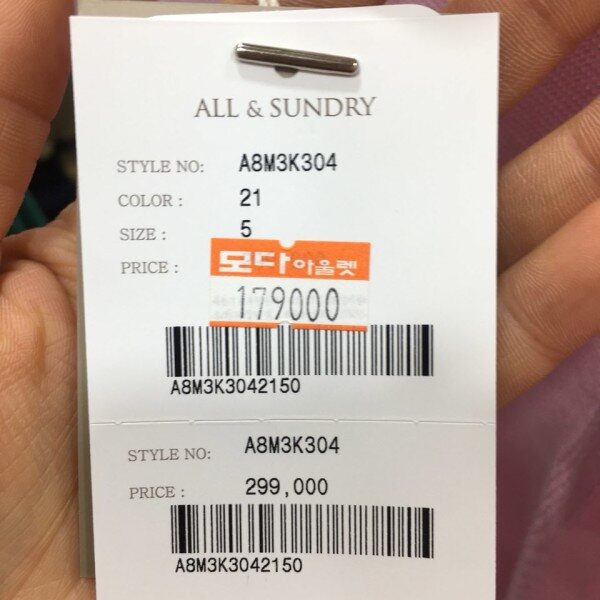 ALL & SUNDRY
STYLE NO: A8M3K304
COLOR : 21
SIZE : 5
PRICE :
모다아울렛
179000
A8M3K3042150
STYLE NO: A8M3K304
PRICE : 299,000
A8M3K3042150